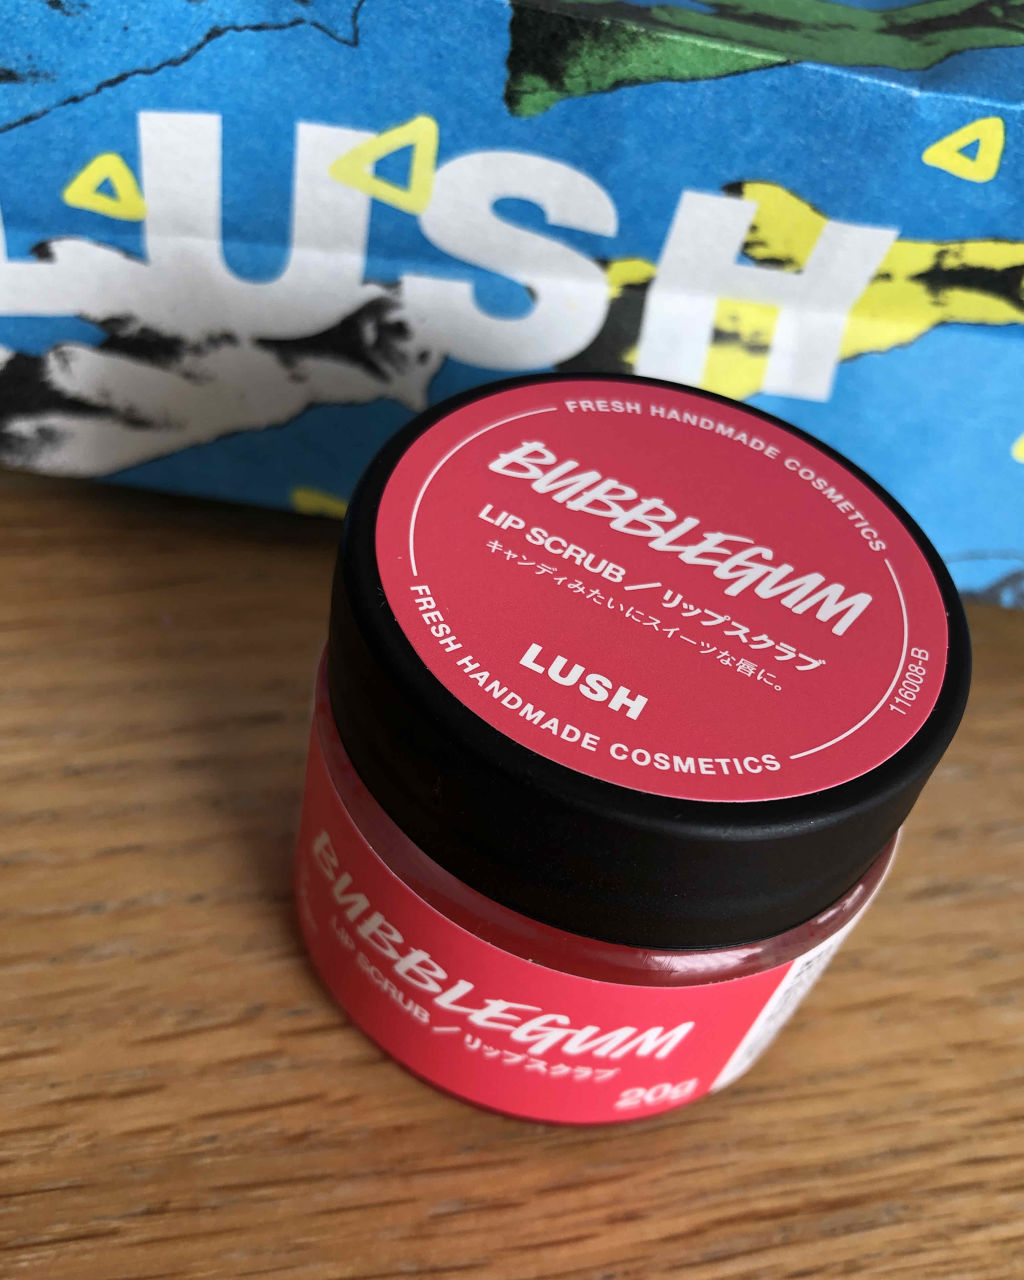 LUSH
FRESH HANDMADE COSMETICS
BUBBLEGUM
LIP SCRUB / リップスクラブ
キャンディみたいにスイーツな唇に。
LUSH
FRESH HANDMADE COSMETICS
116008-B
BUBBLEGUM
LIP SCRUB / リップスクラブ
20g